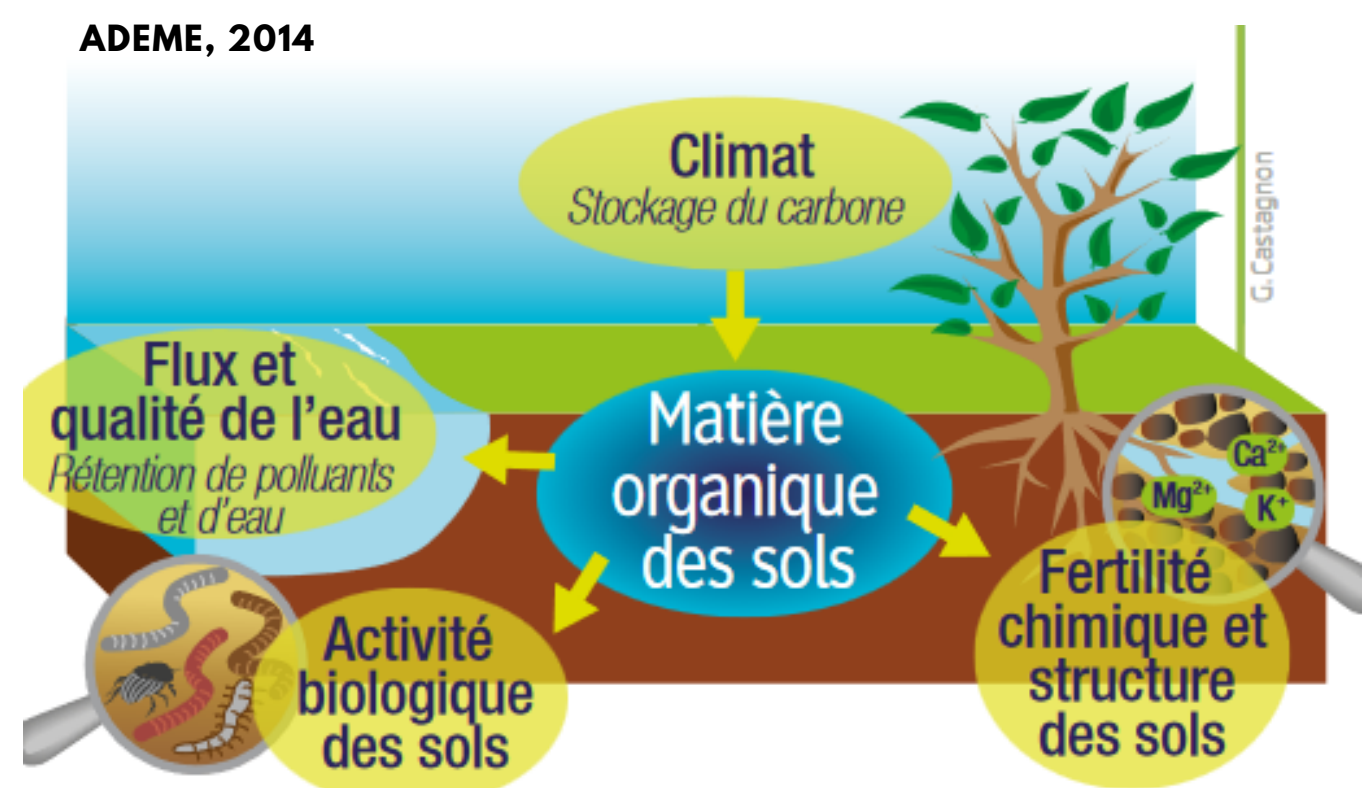 ADEME, 2014
Climat
Stockage du carbone
G. Castagnon
Flux et
qualité de l'eau
Rétention de polluants
et d'eau
Matière
organique
des sols
Ca²⁺
Mg²⁺
K⁺
Fertilité
chimique et
structure
des sols
Activité
biologique
des sols